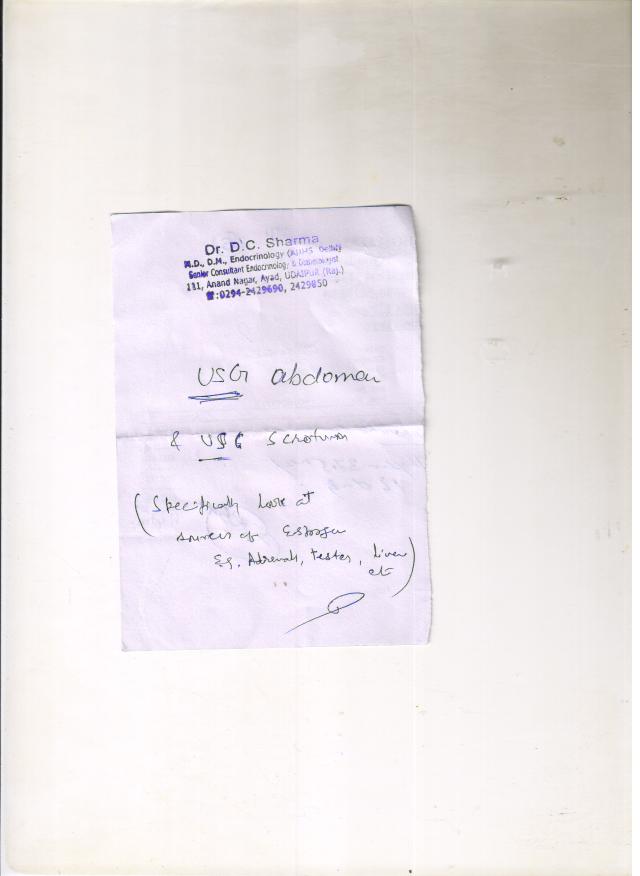 Dr. D.C. Sharma
M.D., D.M., Endocrinology (AIIMS Delhi)
Senior Consultant Endocrinology & Diabetologist
131, Anand Nagar, Ayad, UDAIPUR (Raj.)
☎:0294-2429690, 2429850
USG abdomen
& USG Scrotum
(Specifically look at
sources of Estrogen
Eg. Adrenals, testes, Liver
etc)